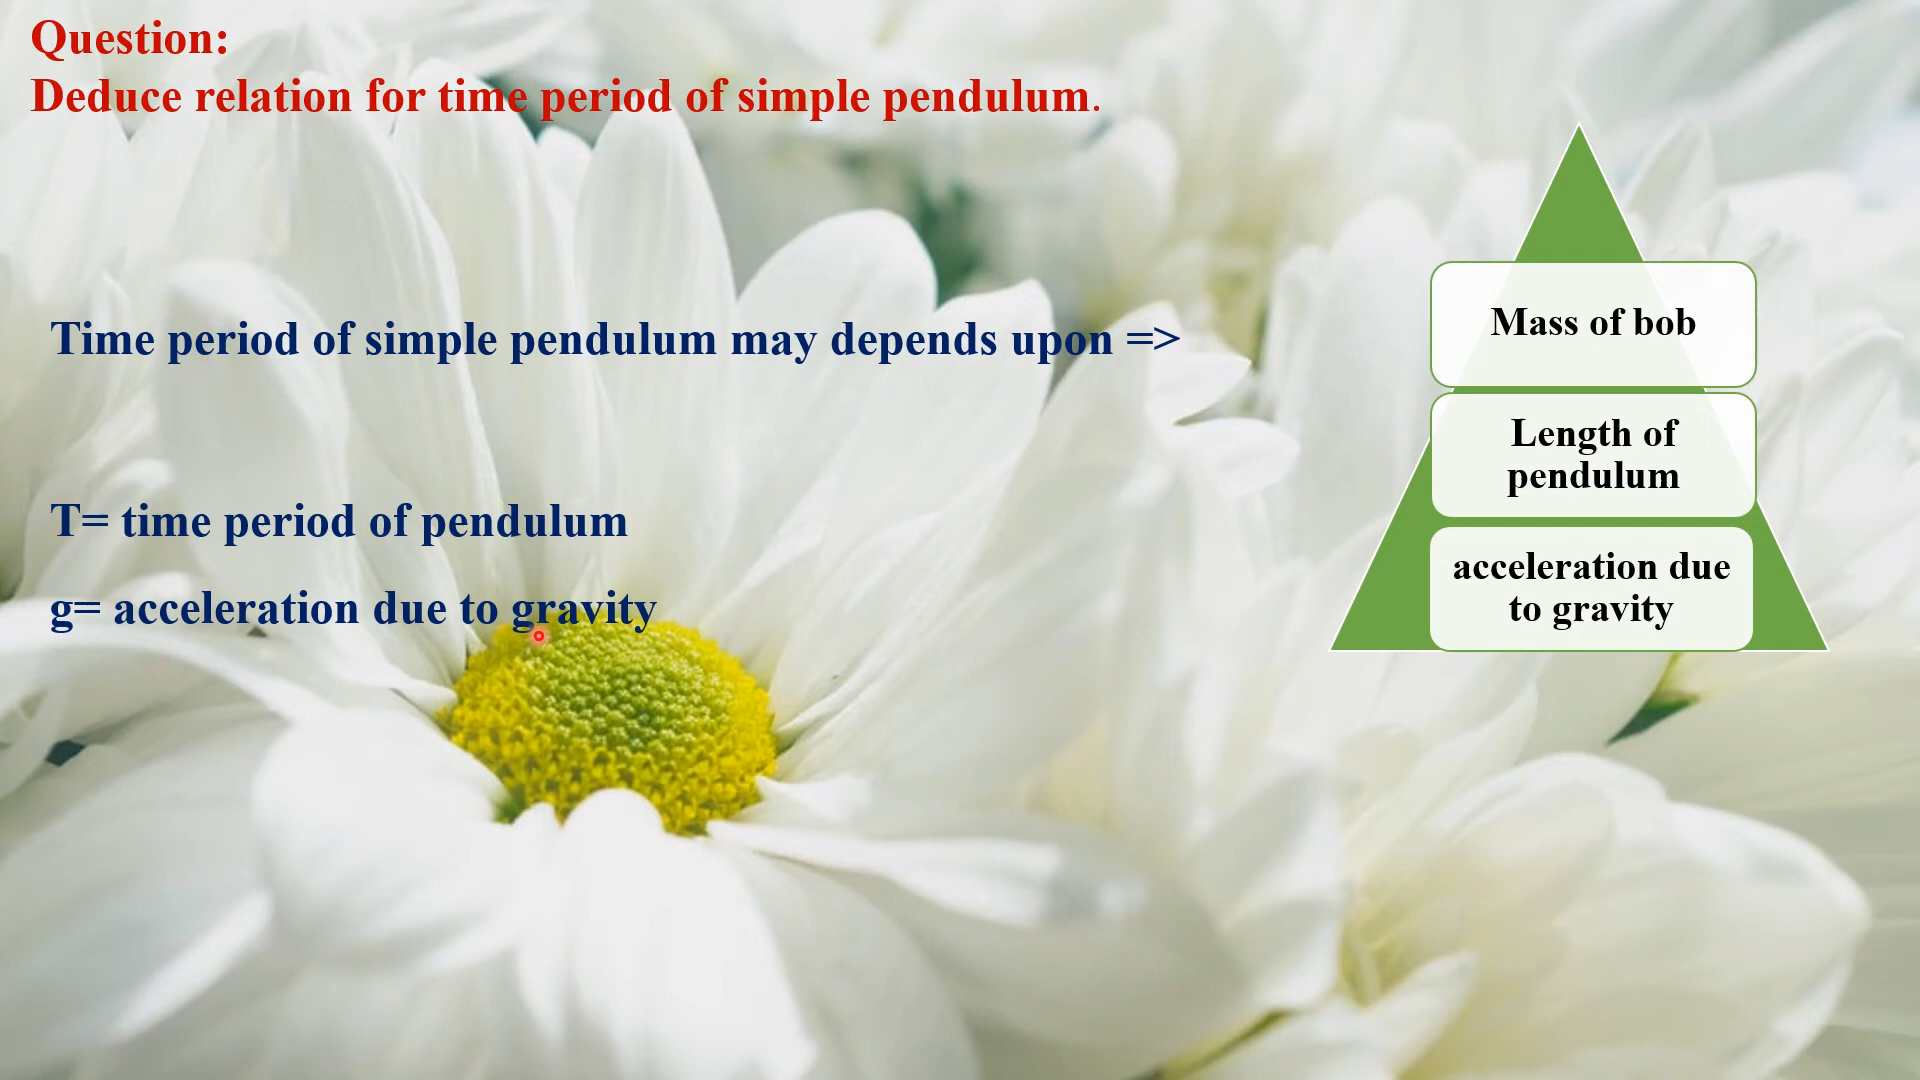 Question:
Deduce relation for time period of simple pendulum.
Time period of simple pendulum may depends upon =>
Mass of bob
Length of
pendulum
acceleration due
to gravity
T= time period of pendulum
g= acceleration due to gravity